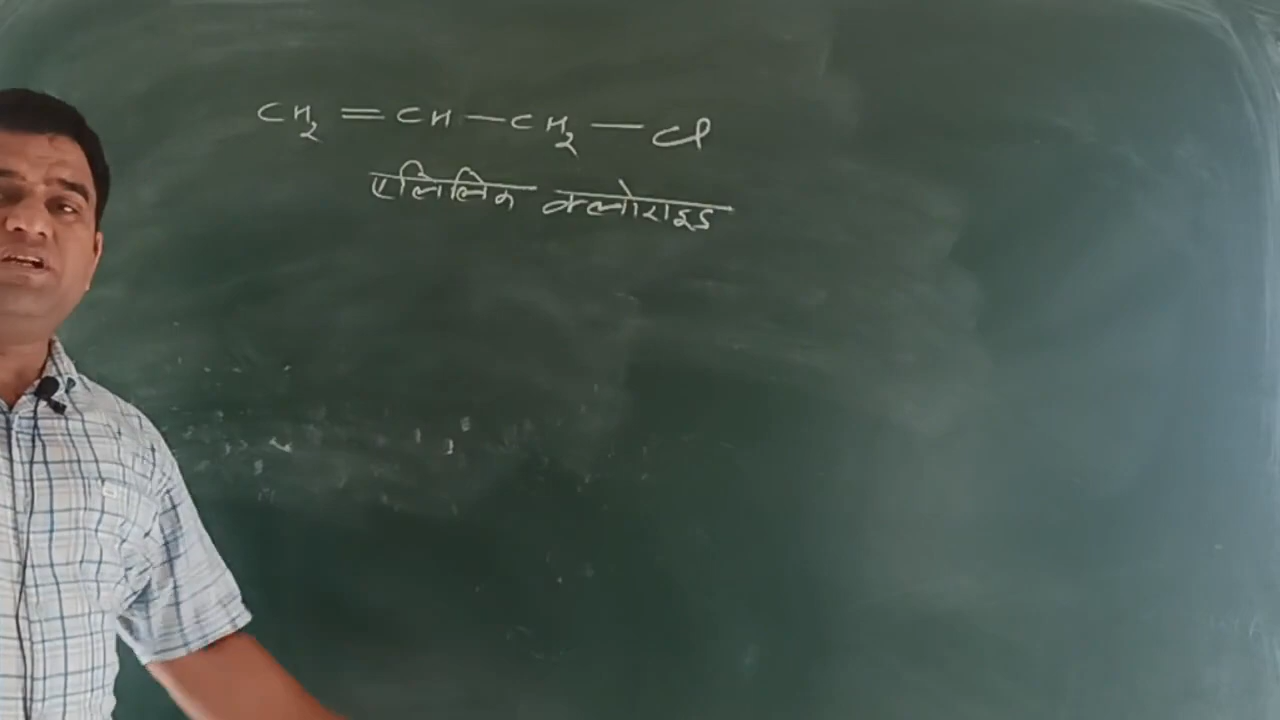 CH₂ = CH — CH₂ — Cl
एलिलिक क्लोराइड